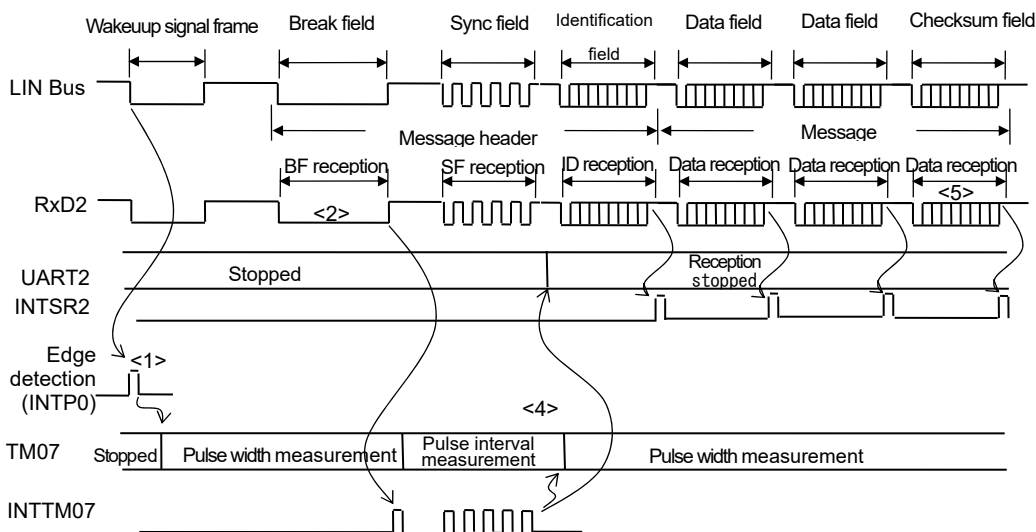 Wakeuup signal frame Break field Sync field Identification field Data field Data field Checksum field
LIN Bus
Message header Message
BF reception SF reception ID reception Data reception Data reception Data reception
RxD2 <2> <5>
UART2 Stopped Reception stopped
INTSR2
Edge detection (INTP0) <1>
<4>
TM07 Stopped Pulse width measurement Pulse interval measurement Pulse width measurement
INTTM07